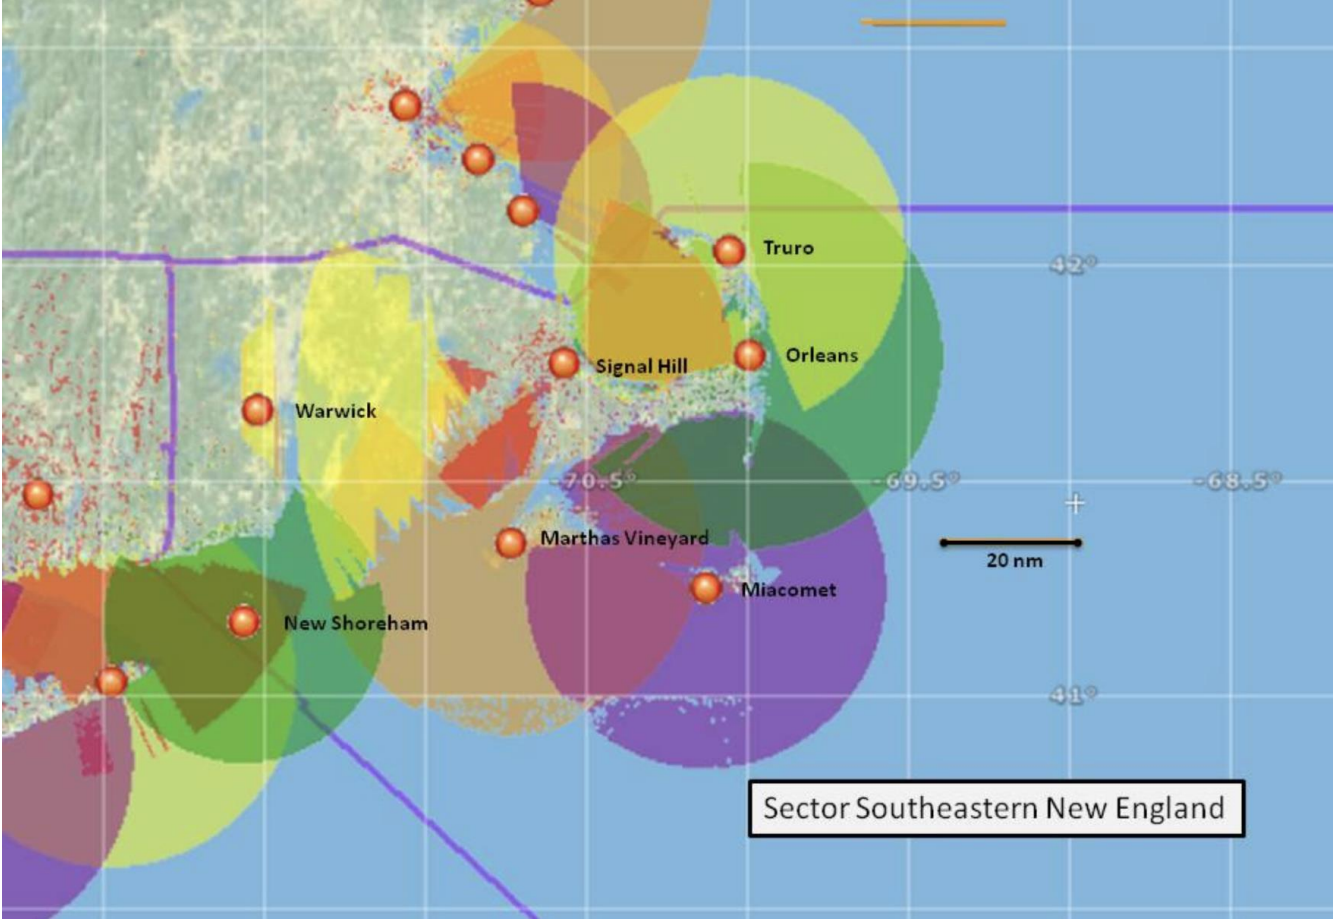 Truro
42°
Orleans
Signal Hill
Warwick
-70.5°
-69.5°
-68.5°
Marthas Vineyard
20 nm
Miacomet
New Shoreham
41°
Sector Southeastern New England